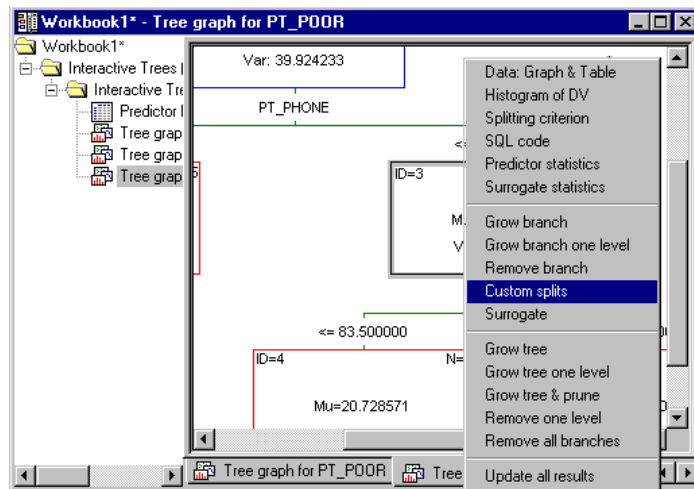 Workbook1* - Tree graph for PT_POOR
Workbook1*
Interactive Trees
Interactive Tre
Predictor
Tree grap
Tree grap
Tree grap
Var: 39.924233
PT_PHONE
<=
5
ID=3
M
V
<= 83.500000
ID=4
N=
Mu=20.728571
Data: Graph & Table
Histogram of DV
Splitting criterion
SQL code
Predictor statistics
Surrogate statistics
Grow branch
Grow branch one level
Remove branch
Custom splits
Surrogate
Grow tree
Grow tree one level
Grow tree & prune
Remove one level
Remove all branches
Update all results
Tree graph for PT_POOR
Tree